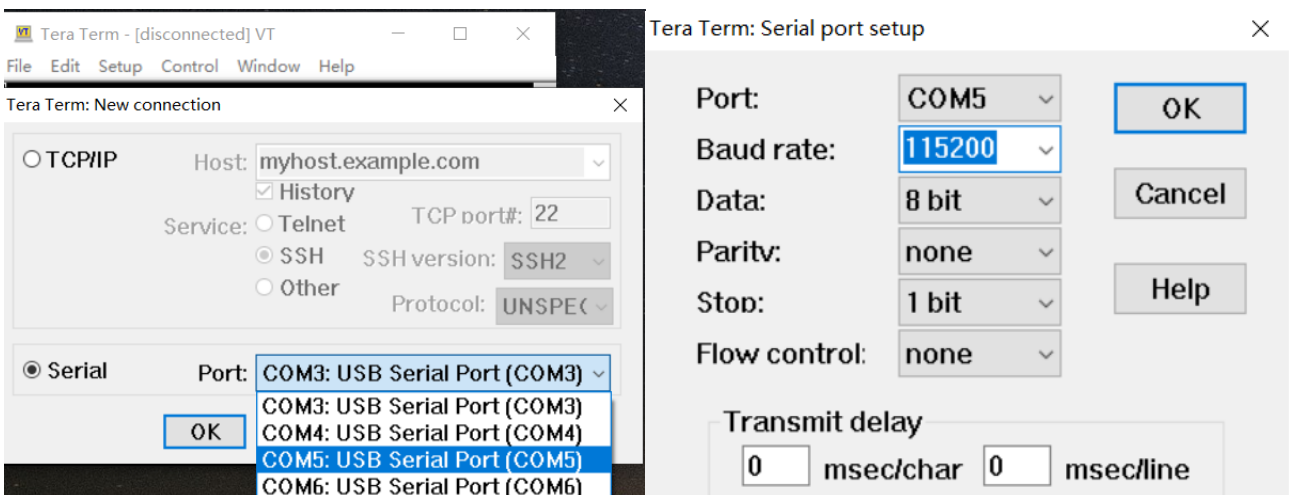 Tera Term - [disconnected] VT
File Edit Setup Control Window Help
Tera Term: New connection
TCP/IP Host: myhost.example.com
History
Service: Telnet TCP port#: 22
SSH SSH version: SSH2
Other Protocol: UNSPEC
Serial Port: COM3: USB Serial Port (COM3)
COM3: USB Serial Port (COM3)
OK COM4: USB Serial Port (COM4)
COM5: USB Serial Port (COM5)
COM6: USB Serial Port (COM6)
Tera Term: Serial port setup
Port: COM5 OK
Baud rate: 115200
Data: 8 bit Cancel
Parity: none
Stop: 1 bit Help
Flow control: none
Transmit delay
0 msec/char 0 msec/line